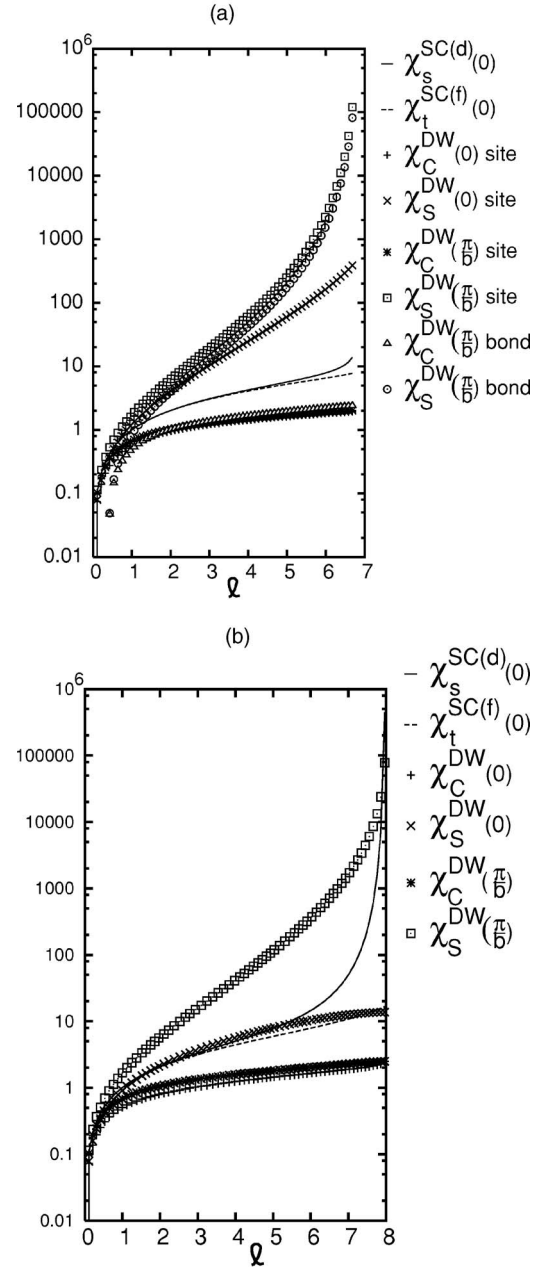 (a)
10^6
100000
10000
1000
100
10
1
0.1
0.01
0 1 2 3 4 5 6 7
ℓ
χ_s^SC(d)(0)
χ_t^SC(f)(0)
χ_C^DW(0) site
χ_S^DW(0) site
χ_C^DW(π/b) site
χ_S^DW(π/b) site
χ_C^DW(π/b) bond
χ_S^DW(π/b) bond
(b)
10^6
100000
10000
1000
100
10
1
0.1
0.01
0 1 2 3 4 5 6 7 8
ℓ
χ_s^SC(d)(0)
χ_t^SC(f)(0)
χ_C^DW(0)
χ_S^DW(0)
χ_C^DW(π/b)
χ_S^DW(π/b)